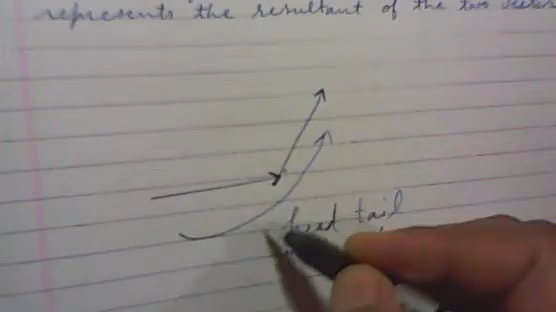 represents the resultant of the two
head tail